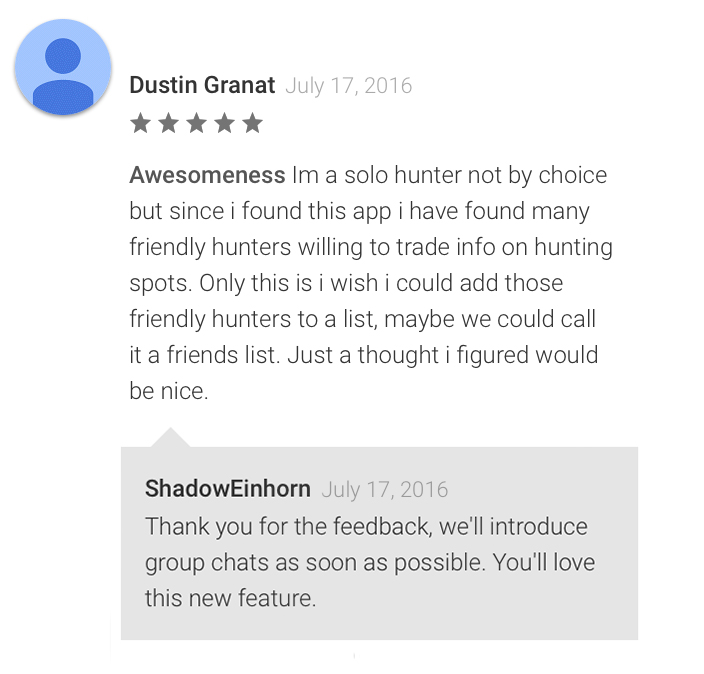 Dustin Granat July 17, 2016
Awesomeness Im a solo hunter not by choice
but since i found this app i have found many
friendly hunters willing to trade info on hunting
spots. Only this is i wish i could add those
friendly hunters to a list, maybe we could call
it a friends list. Just a thought i figured would
be nice.
ShadowEinhorn July 17, 2016
Thank you for the feedback, we'll introduce
group chats as soon as possible. You'll love
this new feature.